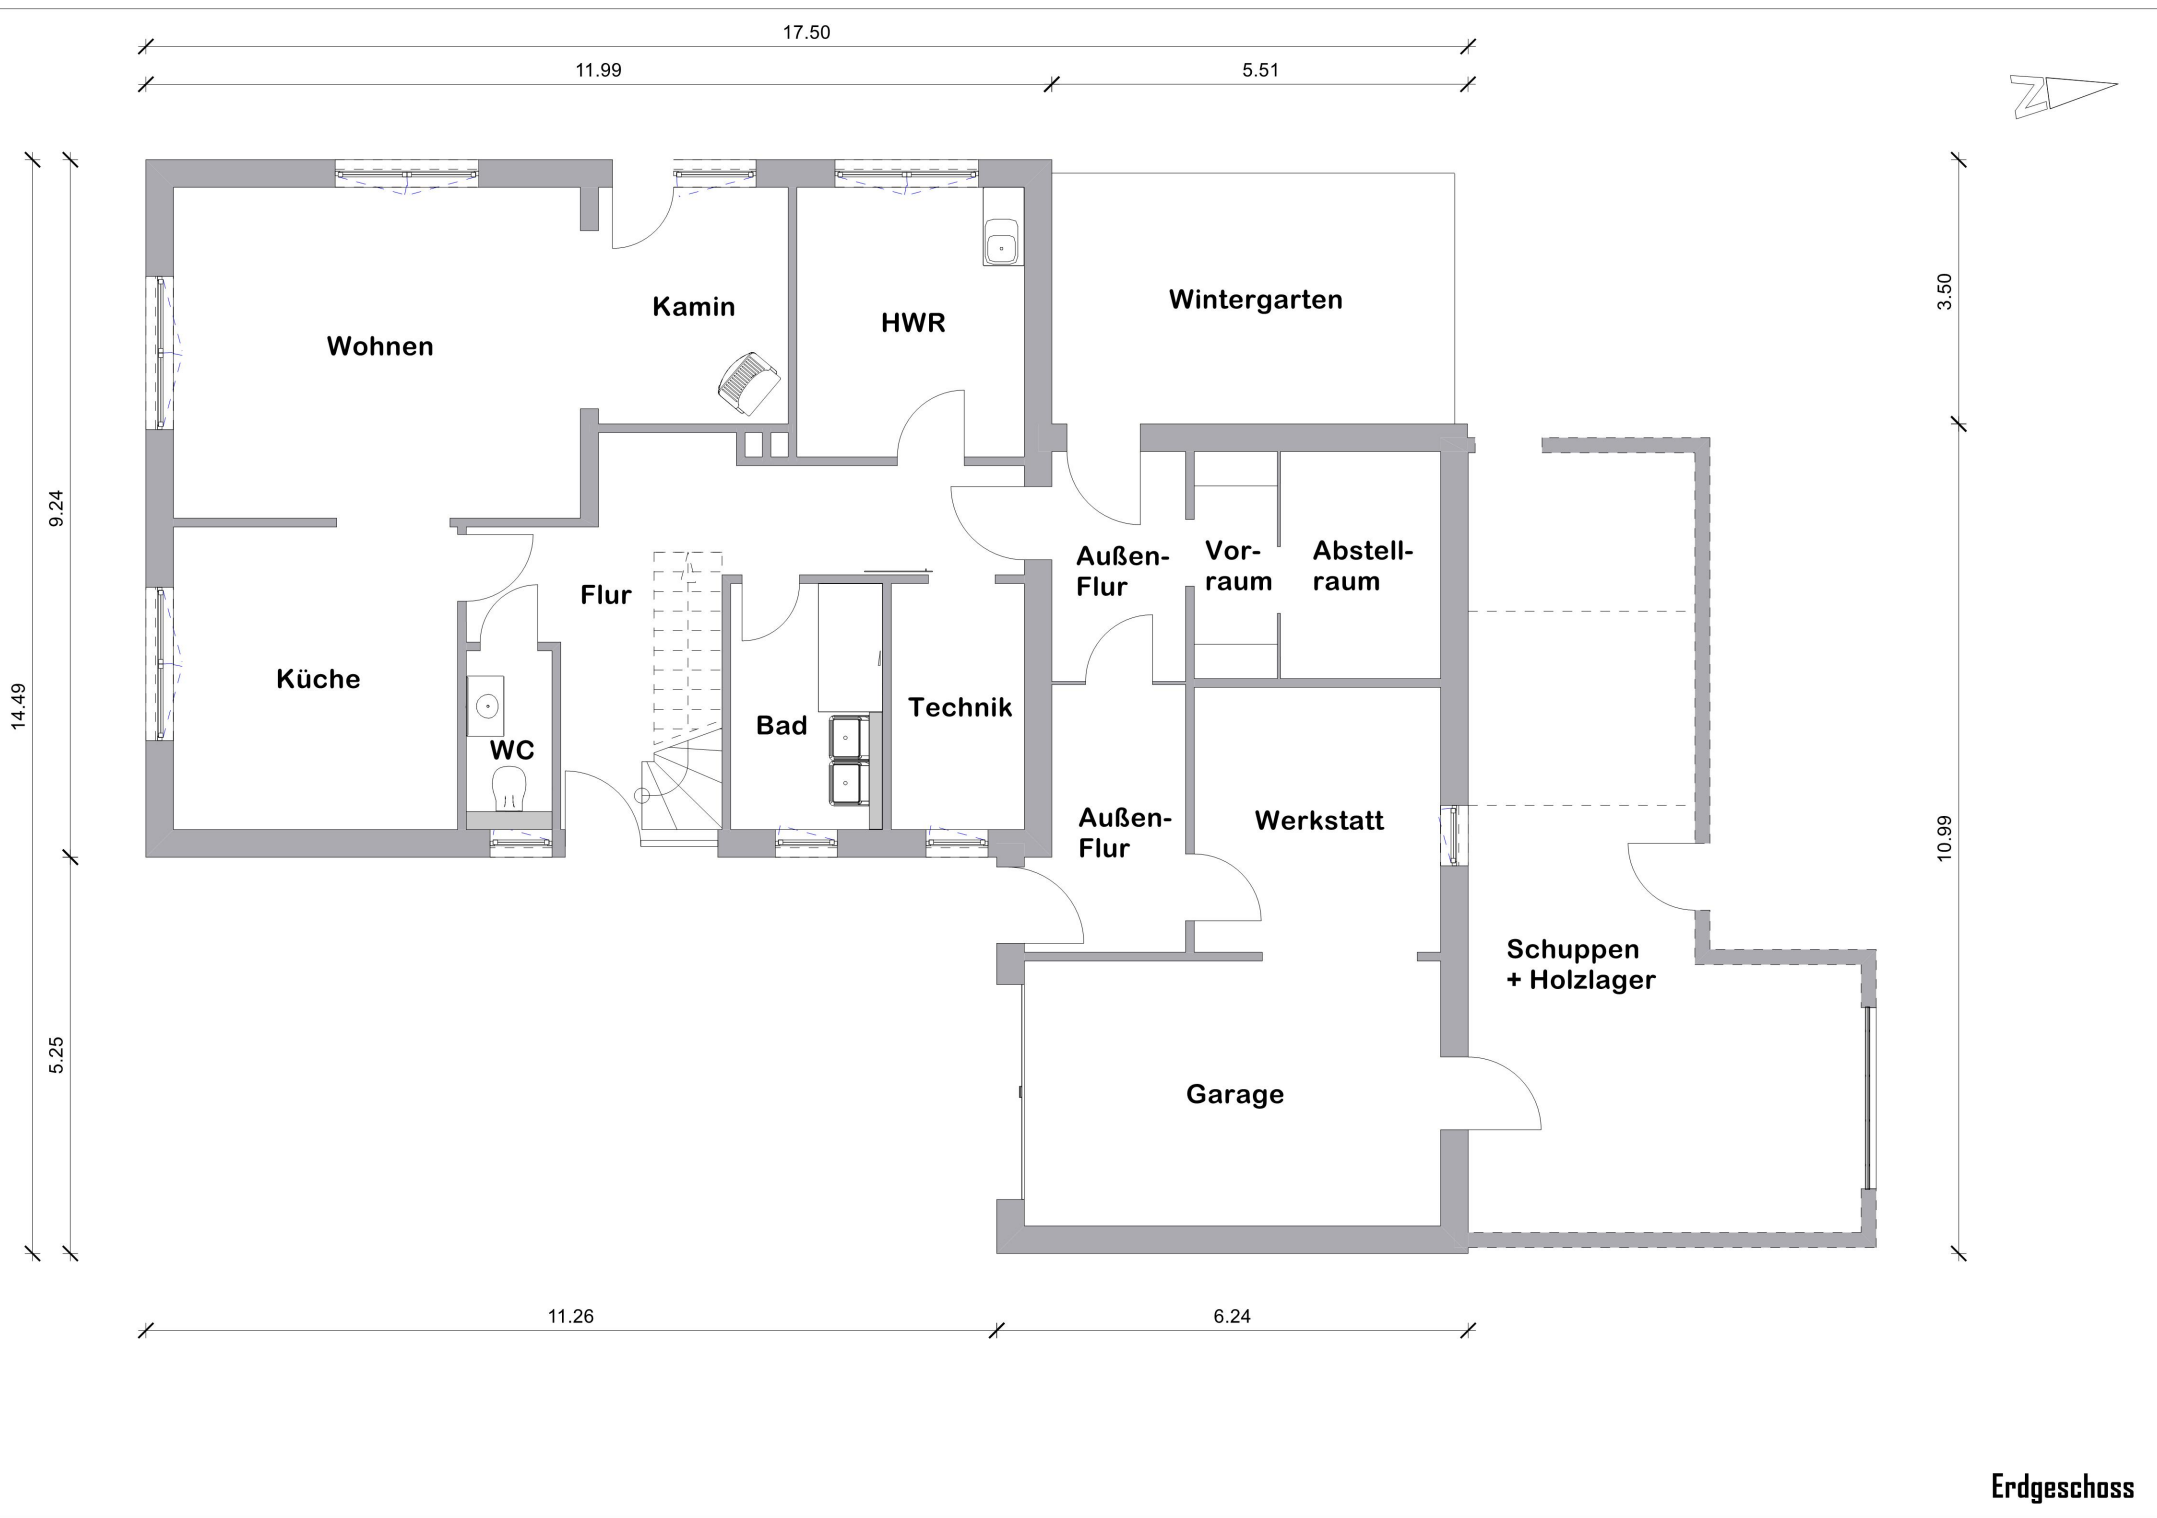 17.50
11.99
5.51
N
3.50
Kamin
Wintergarten
HWR
Wohnen
9.24
Außen-
Flur
Vor-
raum
Abstell-
raum
Flur
Küche
14.49
Technik
Bad
WC
Außen-
Flur
Werkstatt
10.99
Schuppen
+ Holzlager
5.25
Garage
11.26
6.24
Erdgeschoss